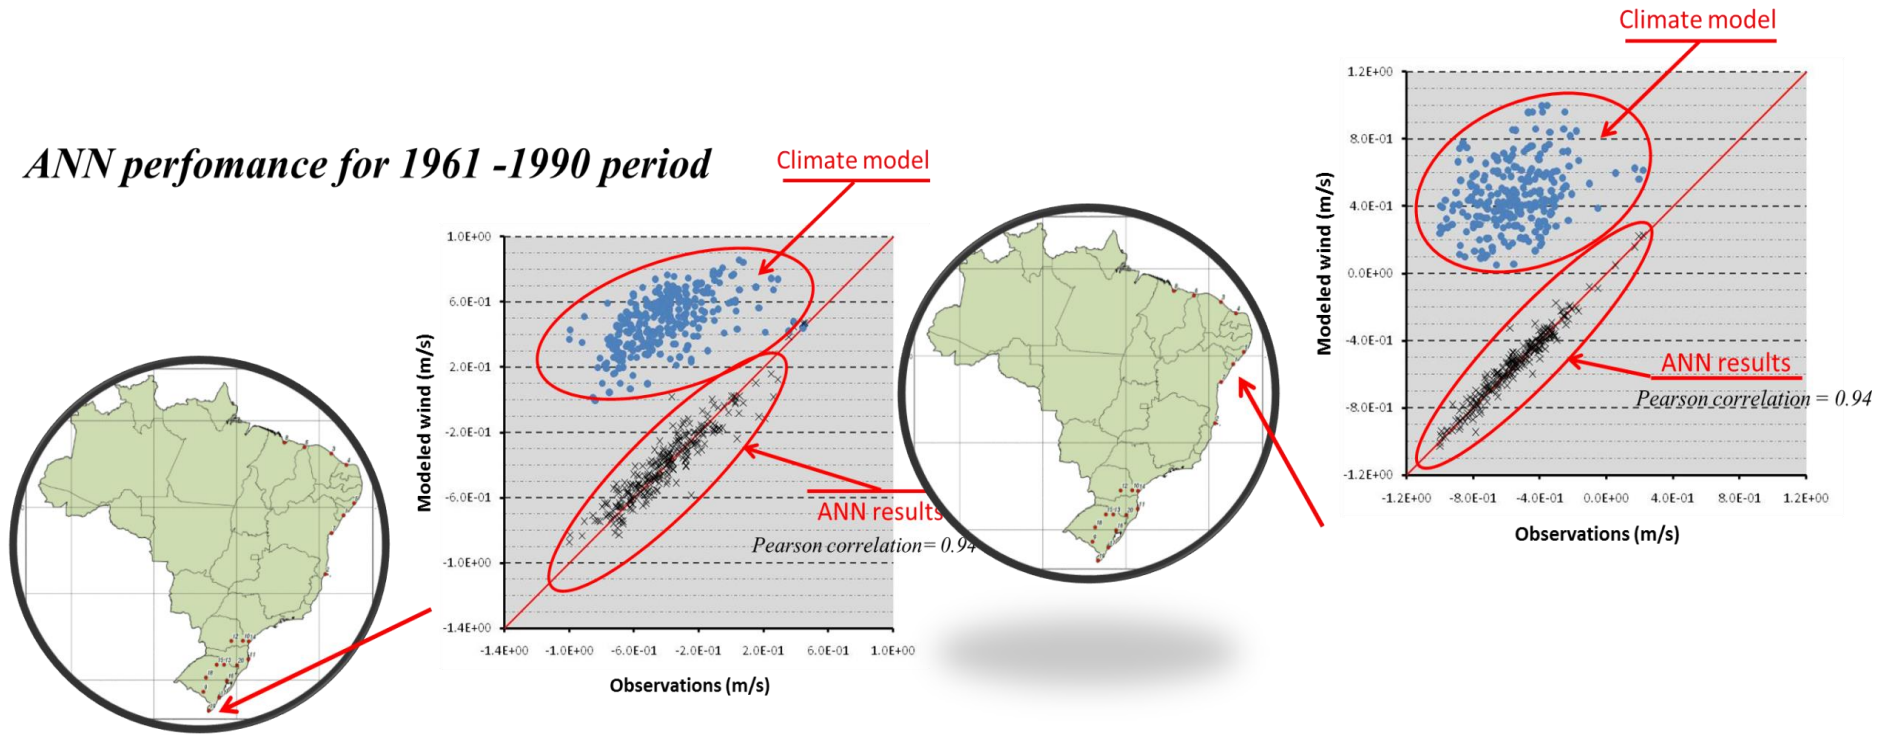 ANN perfomance for 1961 -1990 period
Climate model
Modeled wind (m/s)
1.0E+00
6.0E-01
2.0E-01
-2.0E-01
-6.0E-01
-1.0E+00
-1.4E+00
-1.4E+00 -1.0E+00 -6.0E-01 -2.0E-01 2.0E-01 6.0E-01 1.0E+00
Observations (m/s)
ANN results
Pearson correlation= 0.94
Climate model
Modeled wind (m/s)
1.2E+00
8.0E-01
4.0E-01
0.0E+00
-4.0E-01
-8.0E-01
-1.2E+00
-1.2E+00 -8.0E-01 -4.0E-01 0.0E+00 4.0E-01 8.0E-01 1.2E+00
Observations (m/s)
ANN results
Pearson correlation = 0.94